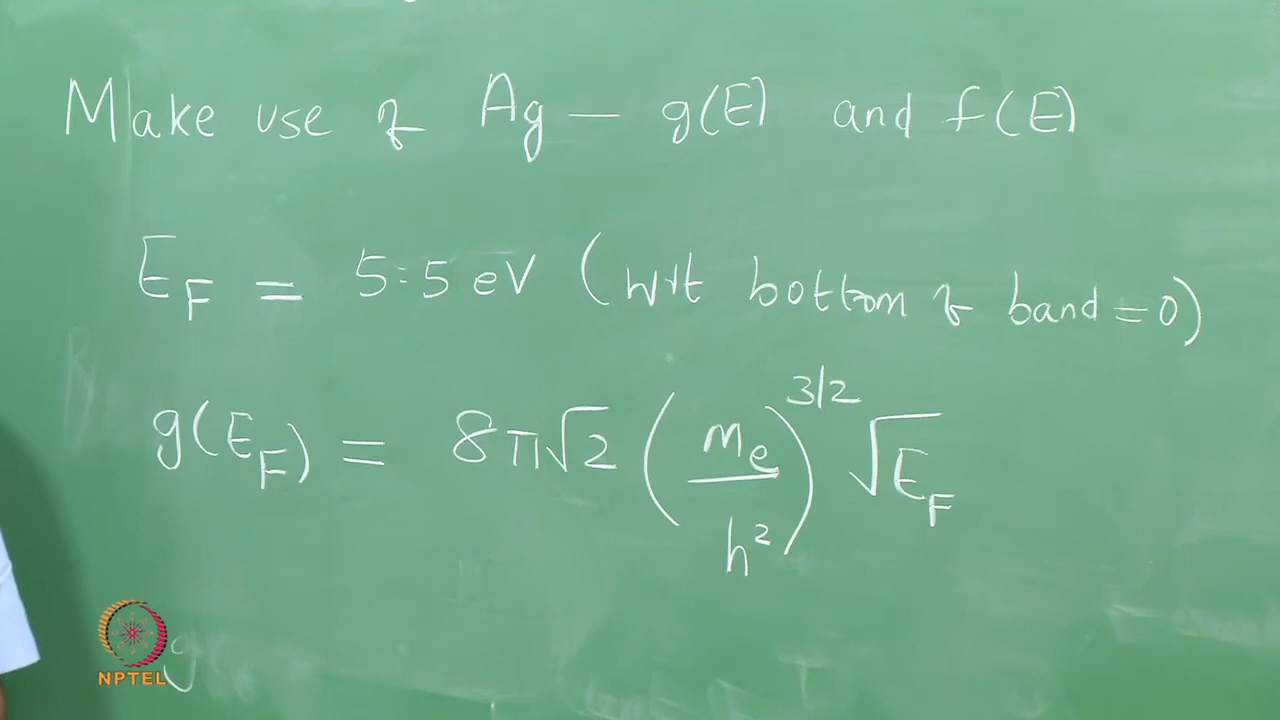 Make use of Ag — g(E) and f(E)
E_F = 5.5 eV (wrt bottom of band = 0)
g(E_F) = 8π√2 (m_e / h²)^3/2 √E_F
NPTEL